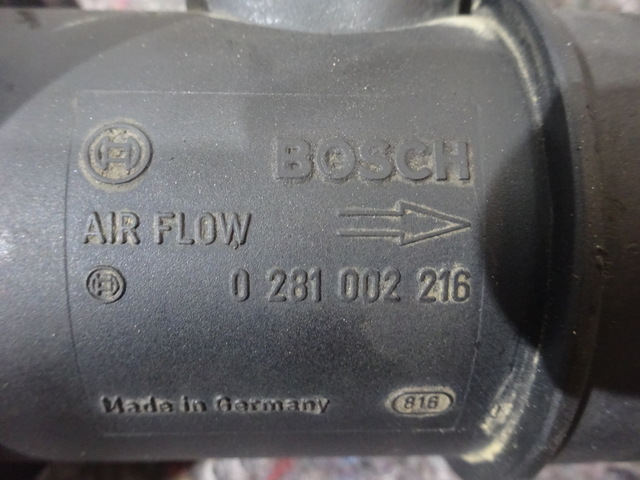 BOSCH
AIR FLOW
0 281 002 216
Made in Germany 816